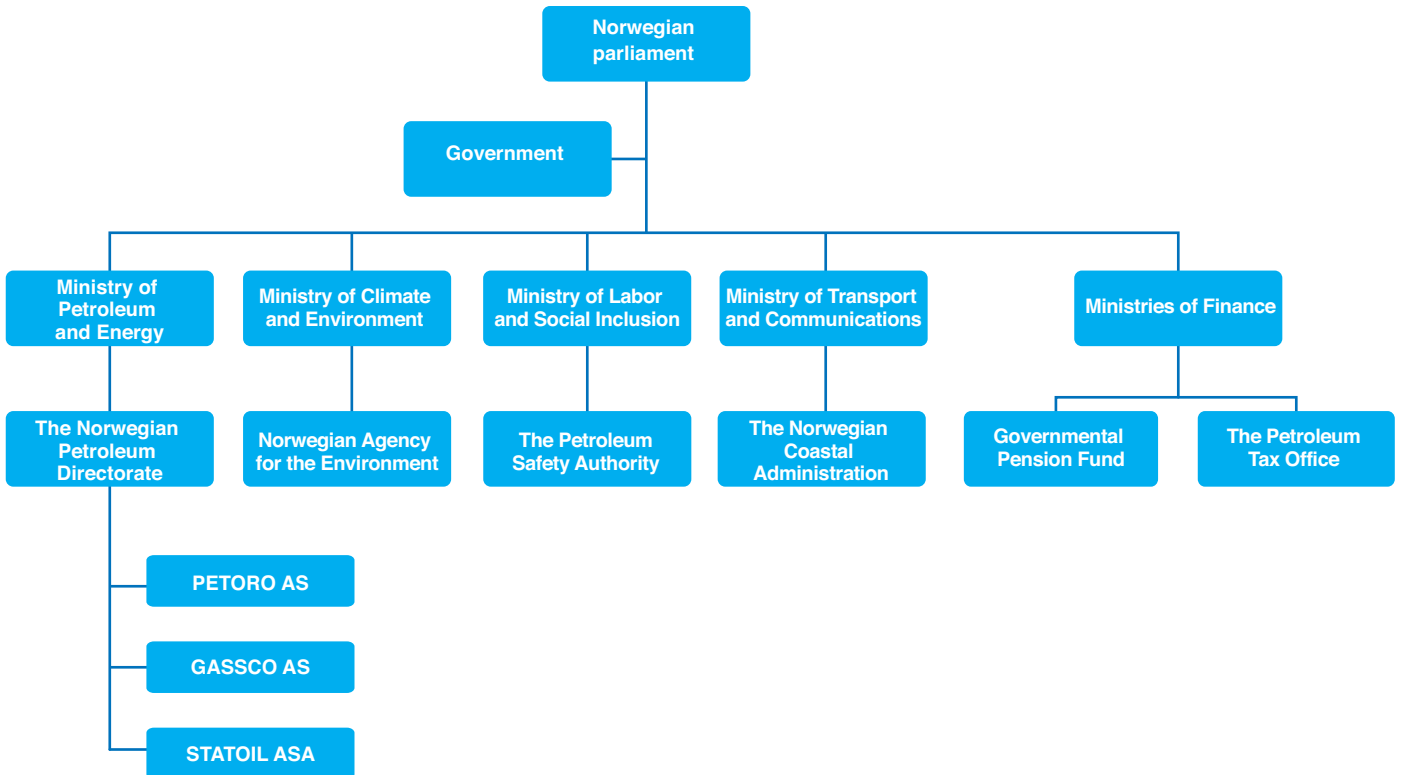 Norwegian
parliament
Government
Ministry of
Petroleum
and Energy
Ministry of Climate
and Environment
Ministry of Labor
and Social Inclusion
Ministry of Transport
and Communications
Ministries of Finance
The Norwegian
Petroleum
Directorate
Norwegian Agency
for the Environment
The Petroleum
Safety Authority
The Norwegian
Coastal
Administration
Governmental
Pension Fund
The Petroleum
Tax Office
PETORO AS
GASSCO AS
STATOIL ASA